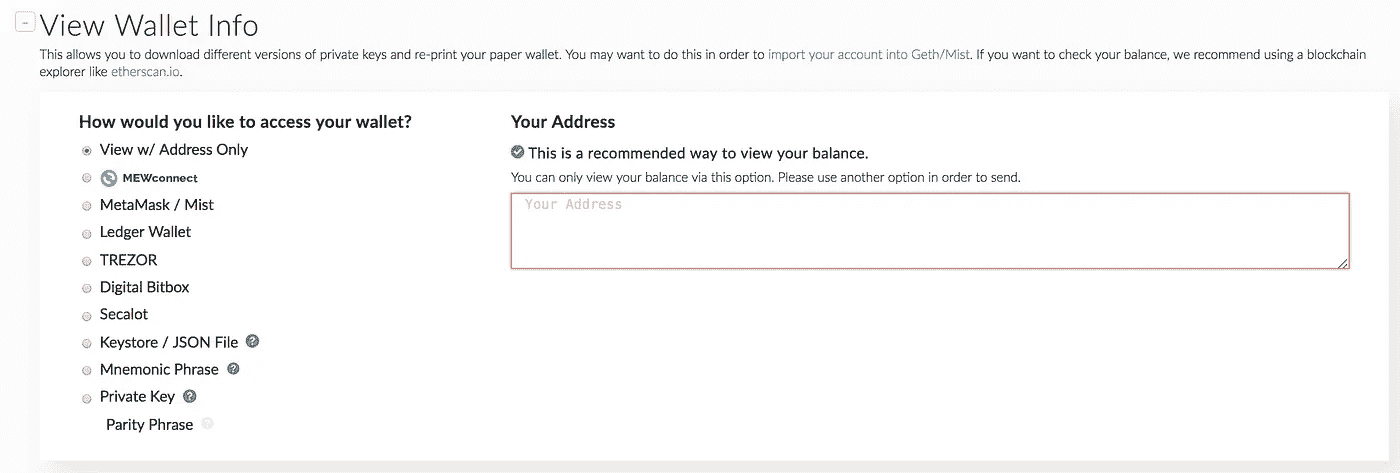 View Wallet Info
This allows you to download different versions of private keys and re-print your paper wallet. You may want to do this in order to import your account into Geth/Mist. If you want to check your balance, we recommend using a blockchain
explorer like etherscan.io.
How would you like to access your wallet?
View w/ Address Only
MEWconnect
MetaMask / Mist
Ledger Wallet
TREZOR
Digital Bitbox
Secalot
Keystore / JSON File ?
Mnemonic Phrase ?
Private Key ?
Parity Phrase ?
Your Address
This is a recommended way to view your balance.
You can only view your balance via this option. Please use another option in order to send.
Your Address